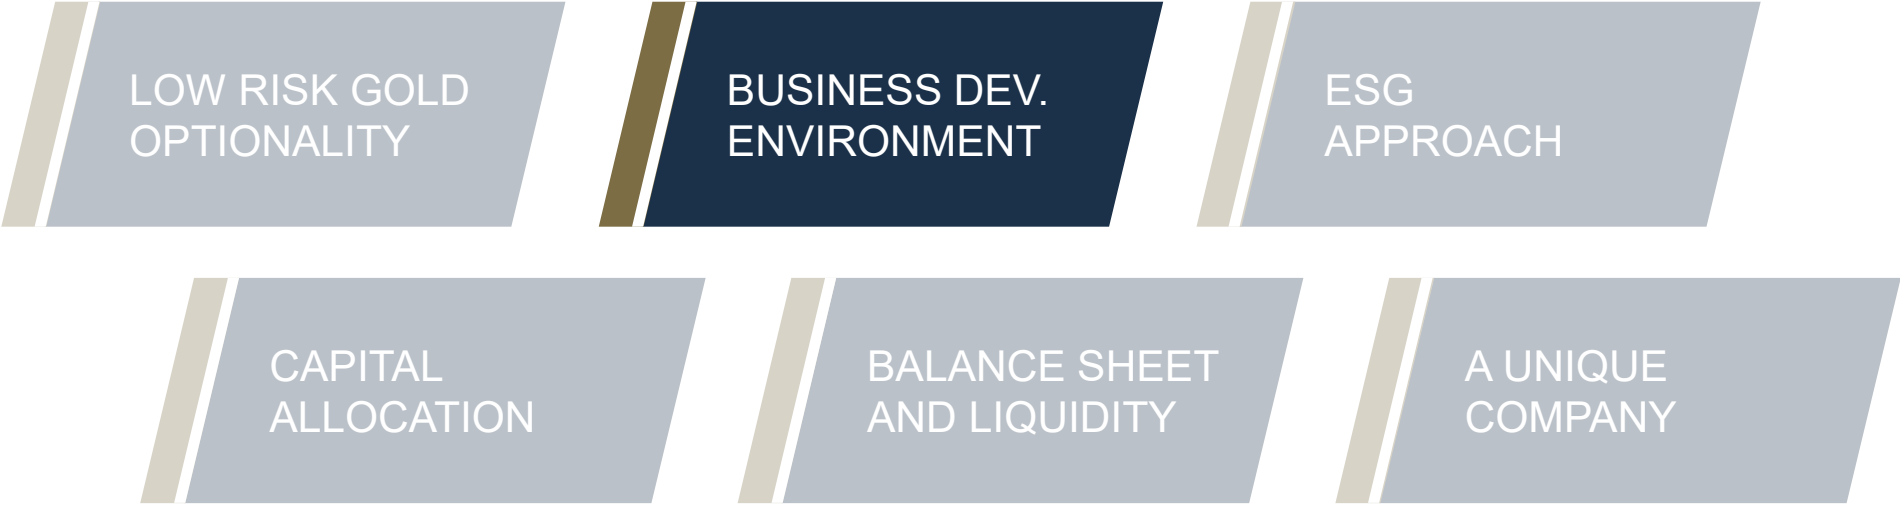 LOW RISK GOLD
OPTIONALITY
BUSINESS DEV.
ENVIRONMENT
ESG
APPROACH
CAPITAL
ALLOCATION
BALANCE SHEET
AND LIQUIDITY
A UNIQUE
COMPANY